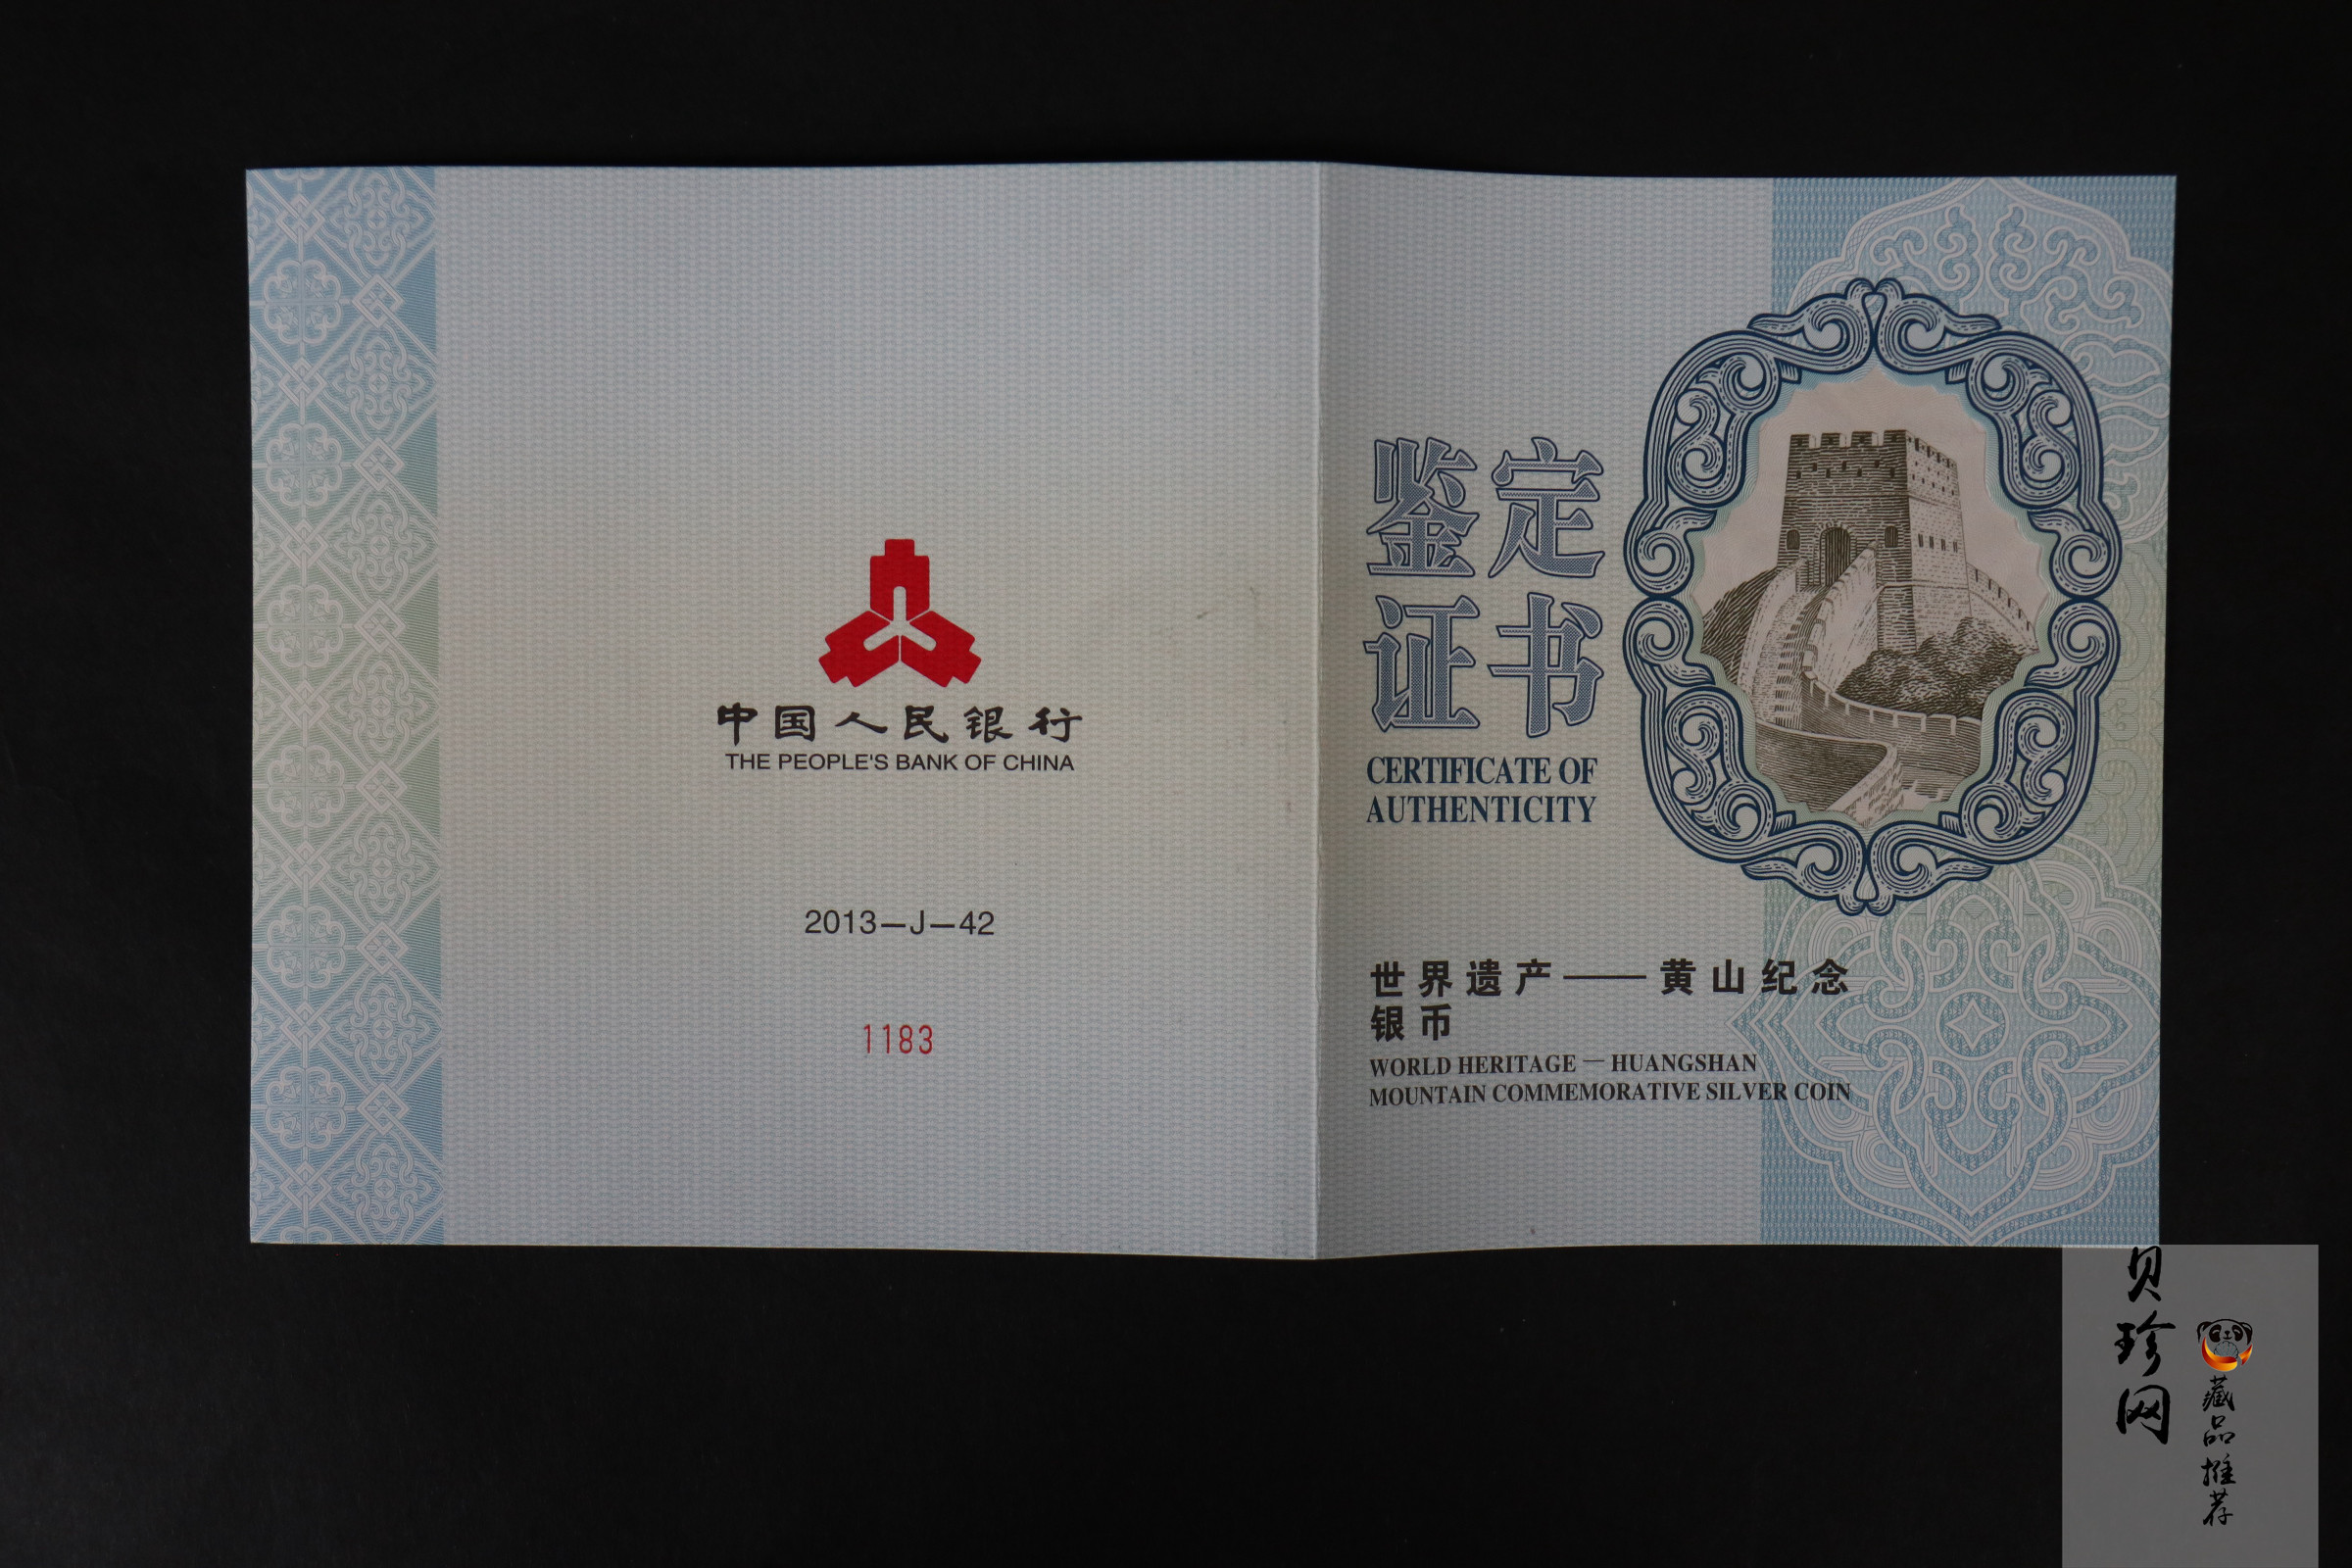 中国人民银行
THE PEOPLE'S BANK OF CHINA
2013—J—42
1183
鉴定
证书
CERTIFICATE OF
AUTHENTICITY
世界遗产——黄山纪念
银币
WORLD HERITAGE — HUANGSHAN
MOUNTAIN COMMEMORATIVE SILVER COIN
贝珍网
藏品推荐